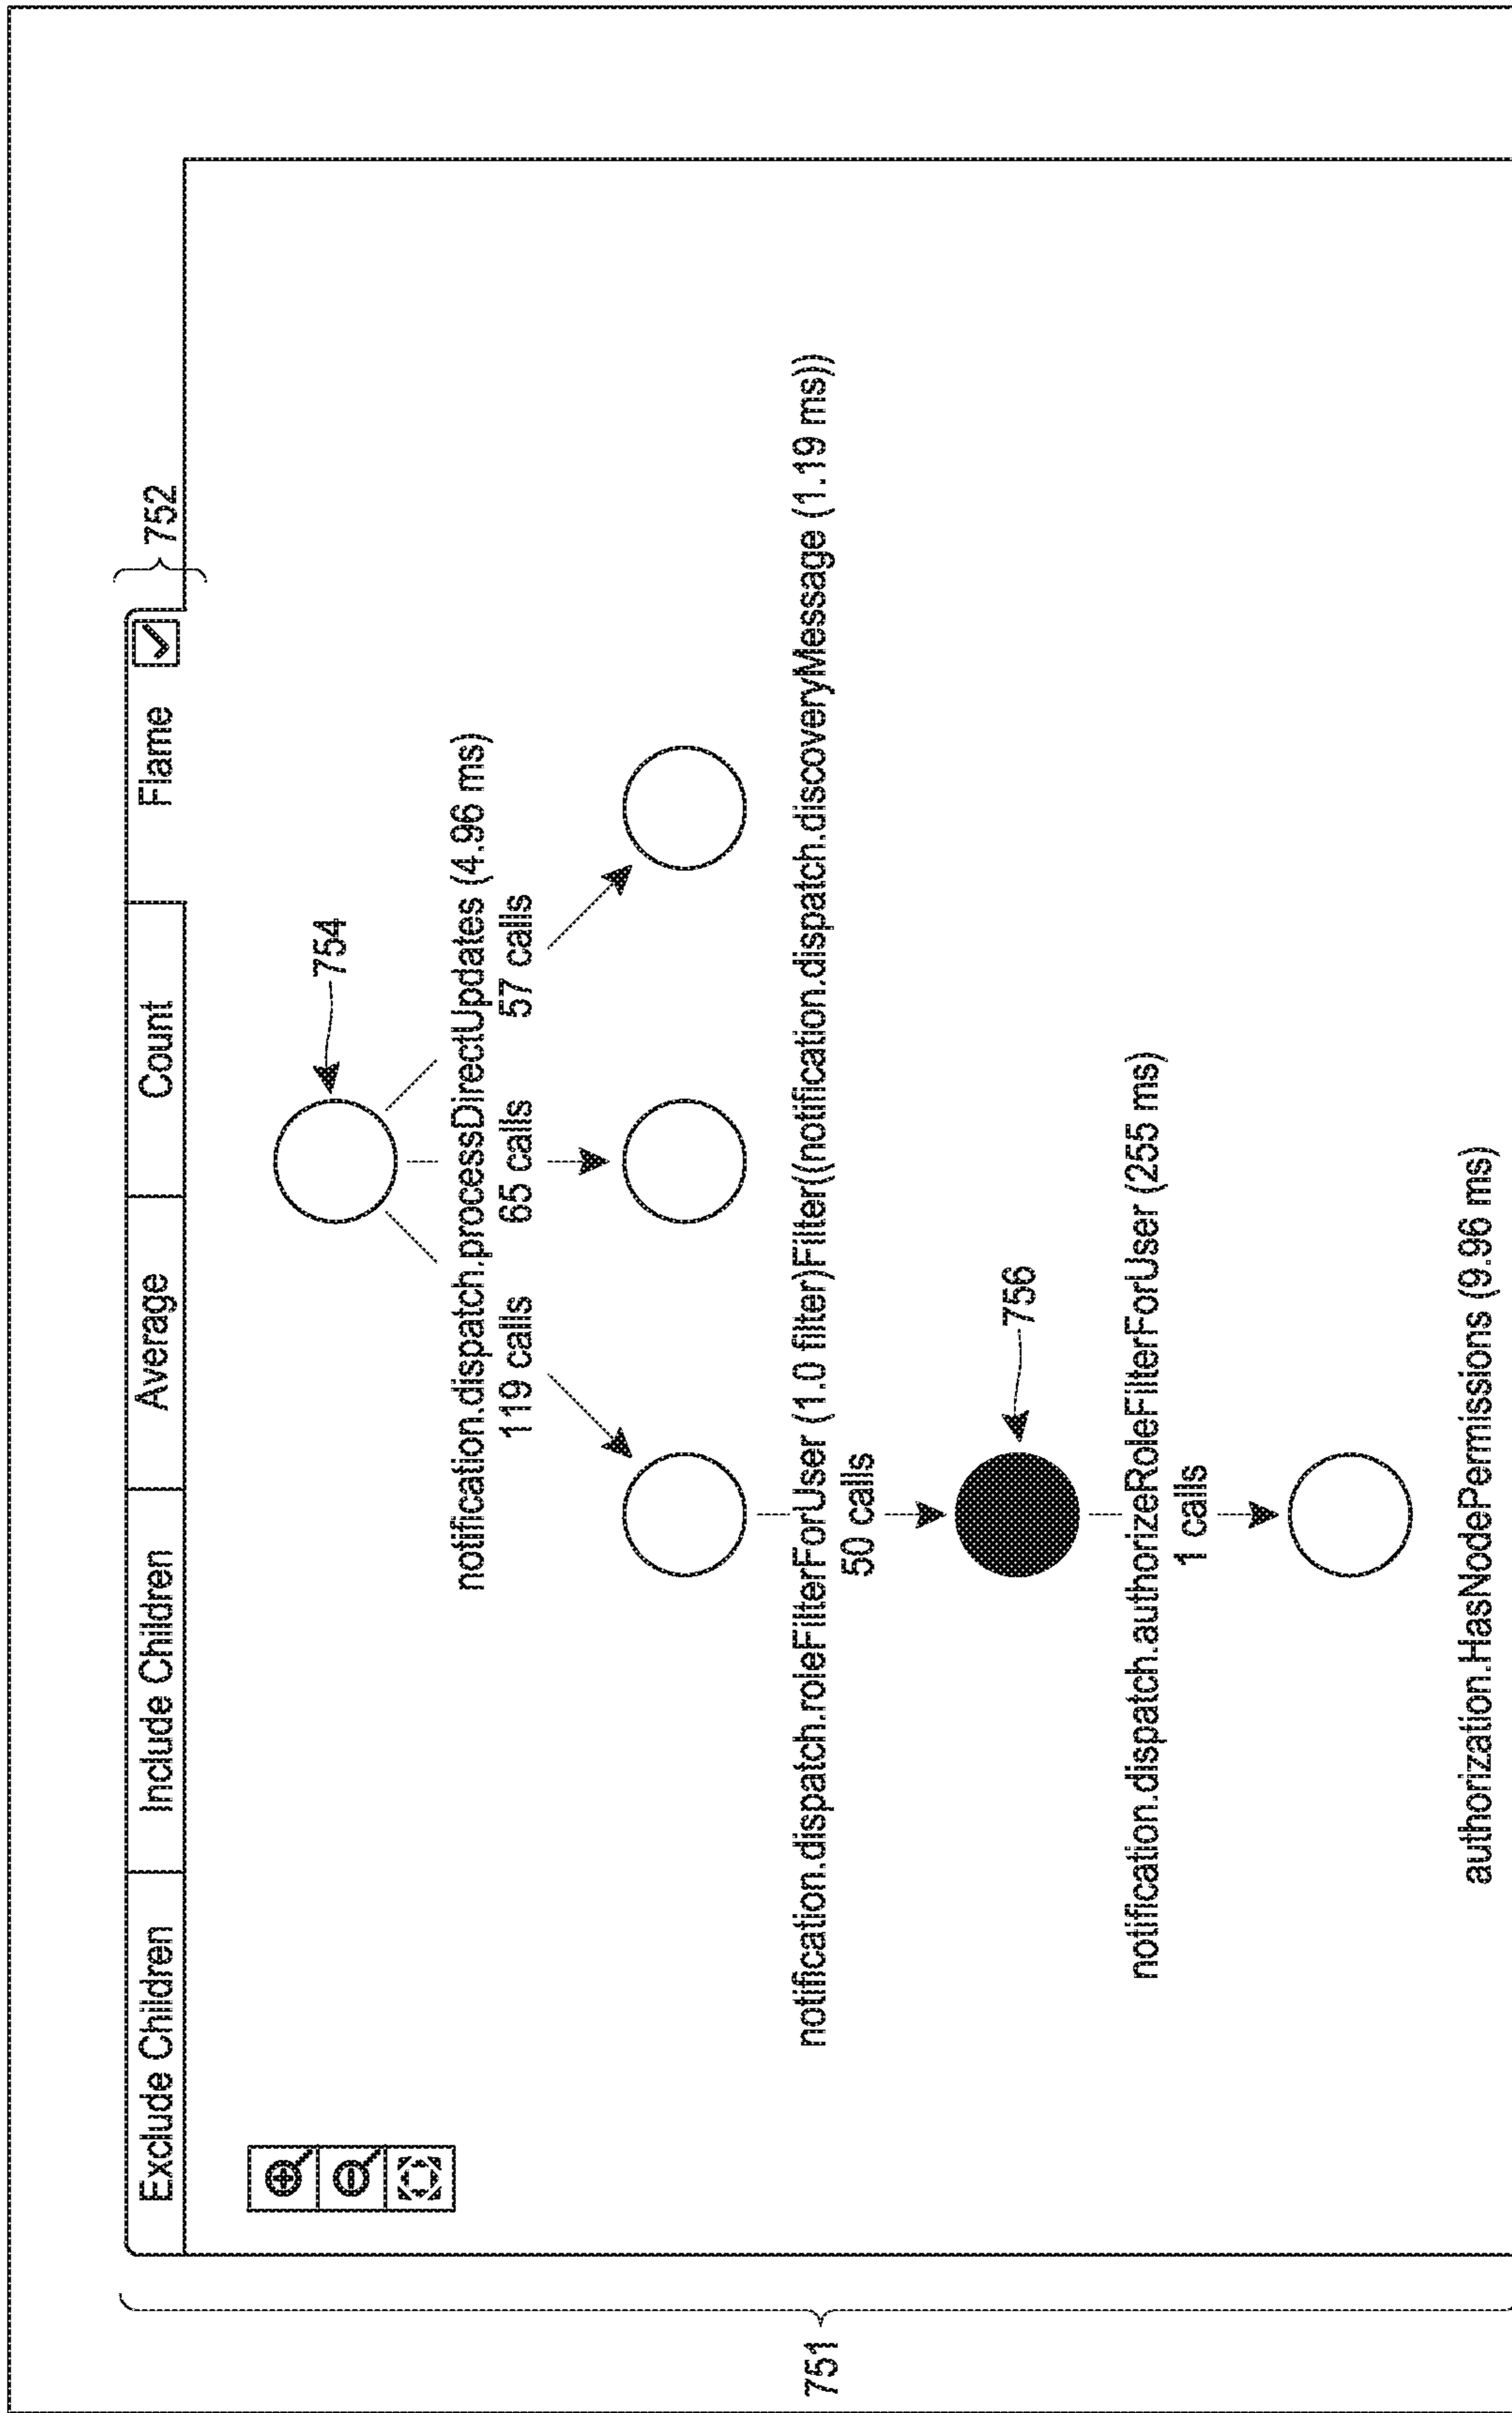 Exclude Children
Include Children
Average
Count
Flame
752
754
notification.dispatch.processDirectUpdates (4.96 ms)
119 calls
65 calls
57 calls
751
notification.dispatch.roleFilterForUser (1.0 filter)Filter((notification.dispatch.discoveryMessage (1.19 ms))
50 calls
756
notification.dispatch.authorizeRoleFilterForUser (255 ms)
1 calls
authorization.HasNodePermissions (9.96 ms)